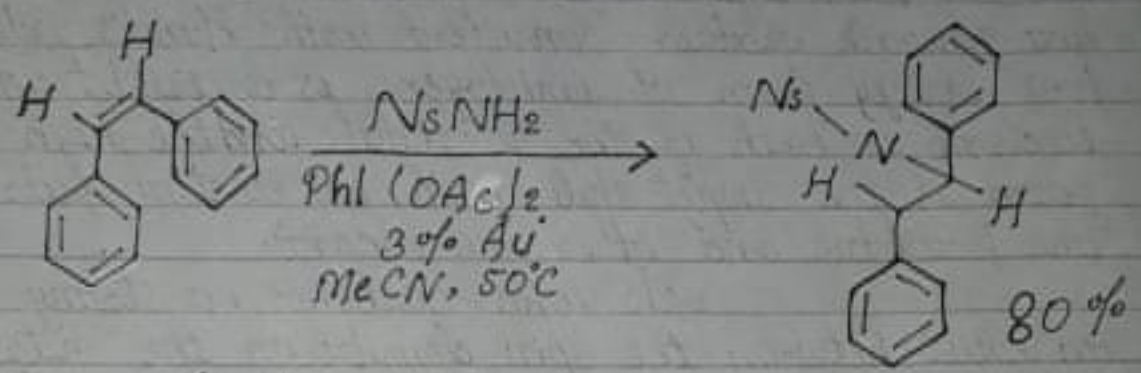 H
H
NsNH2
PhI (OAc)2
3% Au
MeCN, 50°C
Ns
N
H
H
80%